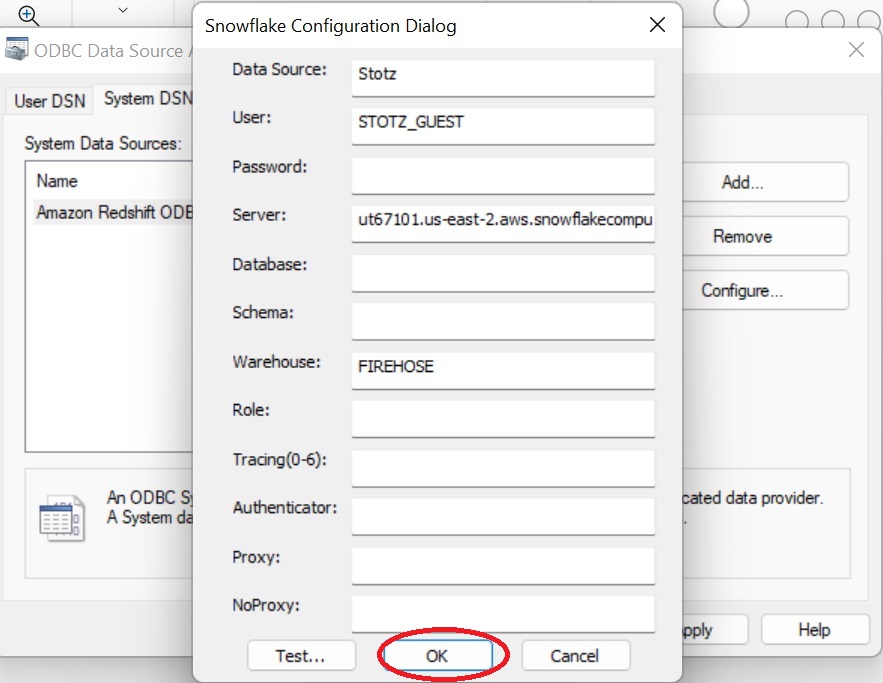 Snowflake Configuration Dialog
ODBC Data Source
User DSN
System DSN
System Data Sources:
Name
Amazon Redshift ODB
Add...
Remove
Configure...
An ODBC Sy
A System da
cated data provider.
.
pply
Help
Data Source: Stotz
User: STOTZ_GUEST
Password:
Server: ut67101.us-east-2.aws.snowflakecompu
Database:
Schema:
Warehouse: FIREHOSE
Role:
Tracing(0-6):
Authenticator:
Proxy:
NoProxy:
Test...
OK
Cancel